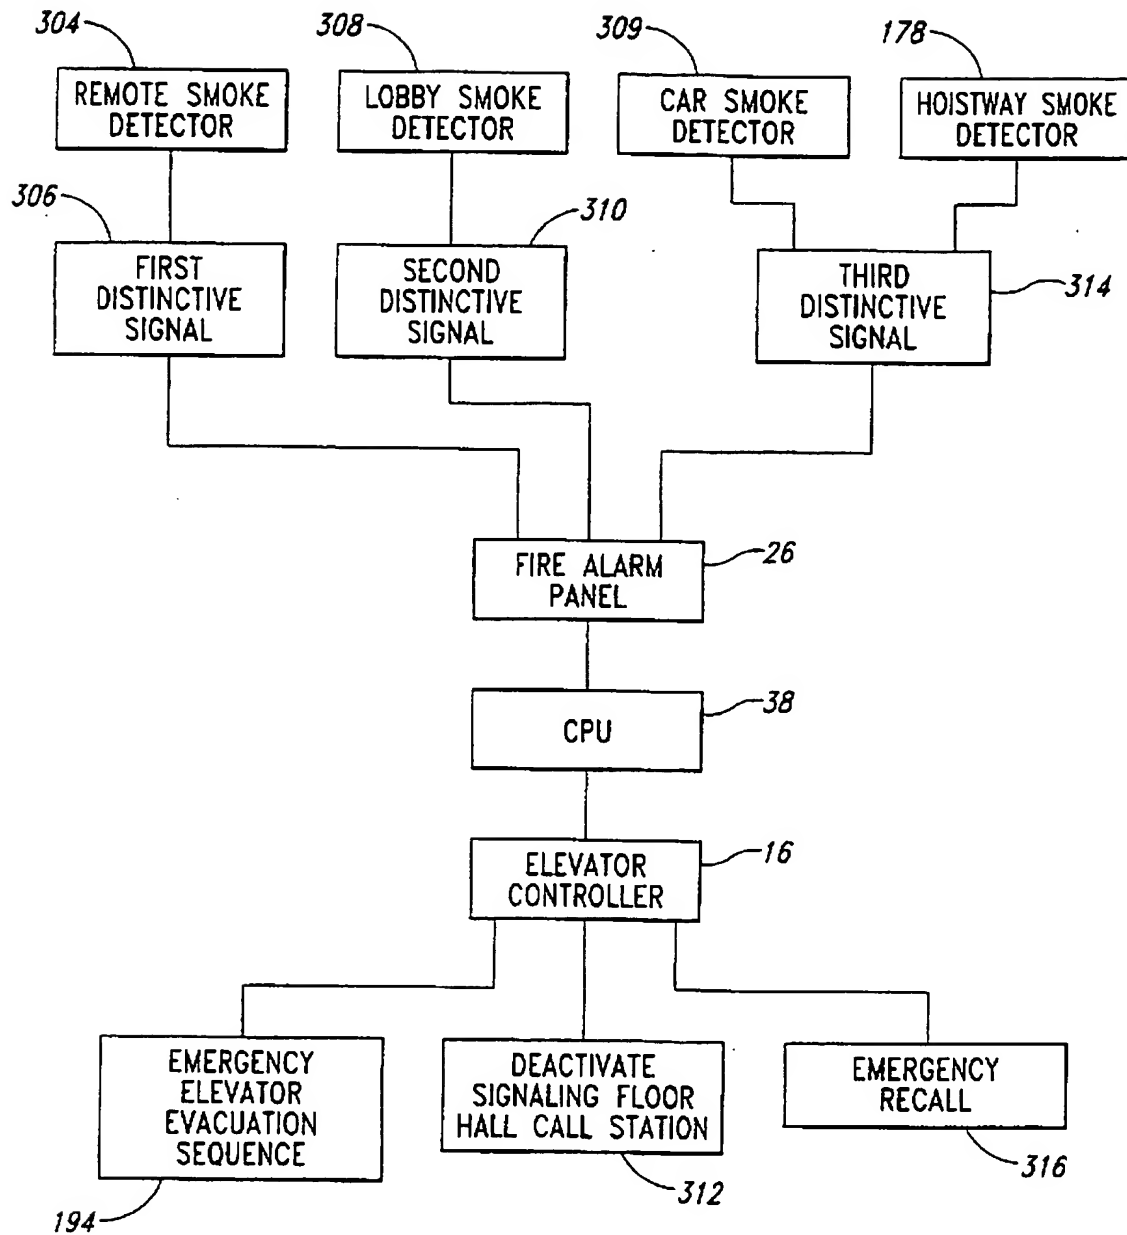 304
308
309
178
REMOTE SMOKE
DETECTOR
LOBBY SMOKE
DETECTOR
CAR SMOKE
DETECTOR
HOISTWAY SMOKE
DETECTOR
306
310
314
FIRST
DISTINCTIVE
SIGNAL
SECOND
DISTINCTIVE
SIGNAL
THIRD
DISTINCTIVE
SIGNAL
26
FIRE ALARM
PANEL
38
CPU
16
ELEVATOR
CONTROLLER
EMERGENCY
ELEVATOR
EVACUATION
SEQUENCE
DEACTIVATE
SIGNALING FLOOR
HALL CALL STATION
EMERGENCY
RECALL
194
312
316